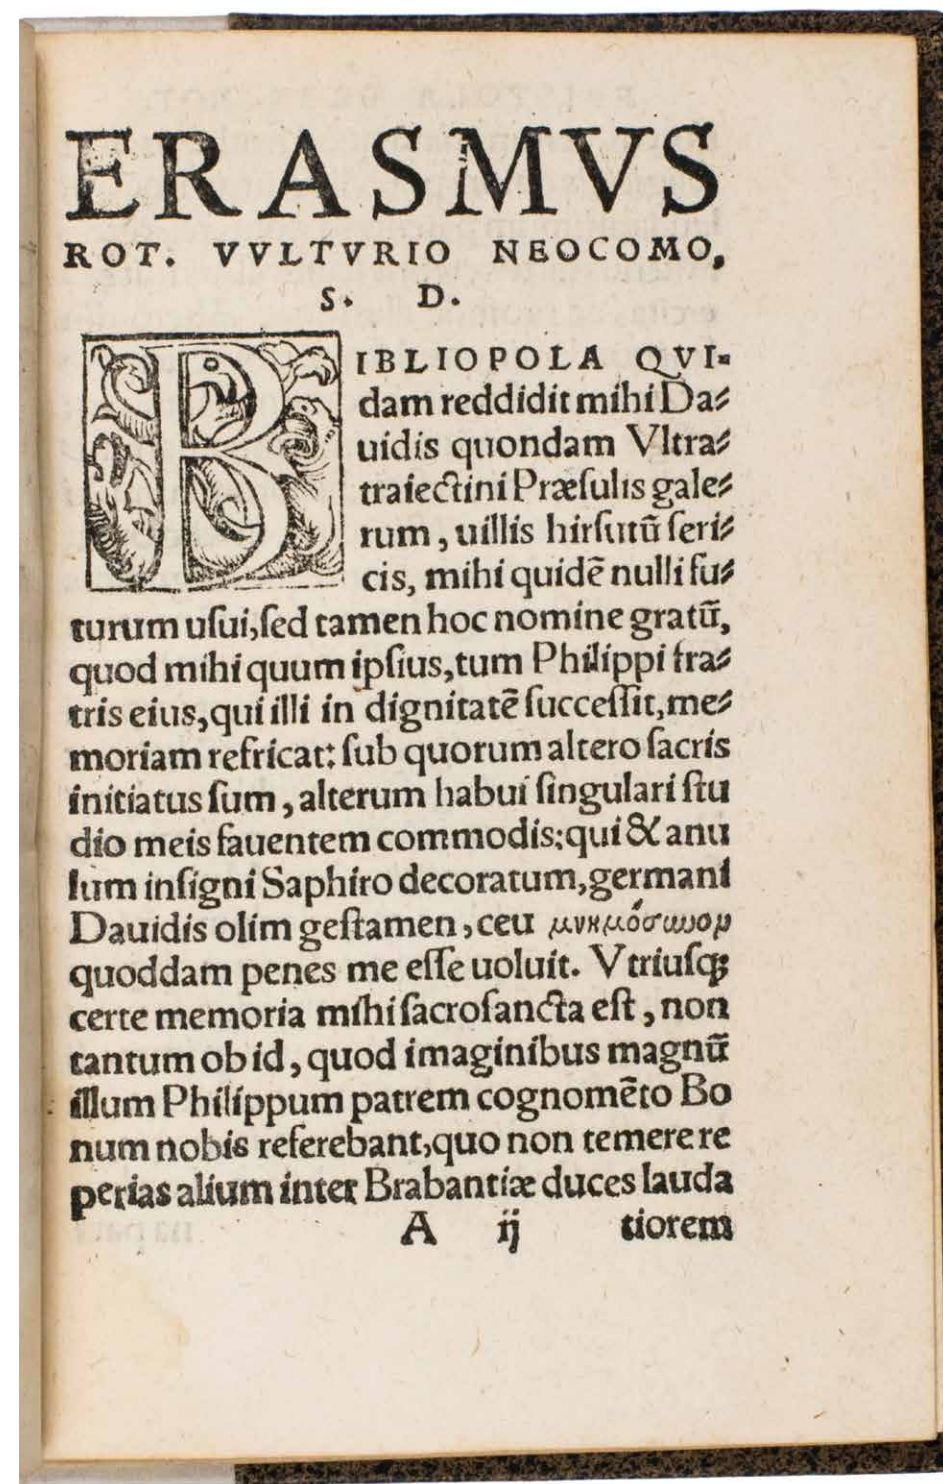 ERASMVS
ROT. VVLTVRIO NEOCOMO,
S. D.
BIBLIOPOLA QVI-
dam reddidit mihi Da-
uidis quondam Vltra-
traiectini Præſulis gale-
rum, uillis hirſutũ ſeri-
cis, mihi quidẽ nulli fu-
turum uſui, ſed tamen hoc nomine gratũ,
quod mihi quum ipſius, tum Philippi fra-
tris eius, qui illi in dignitatẽ ſucceſſit, me-
moriam refricat: ſub quorum altero ſacris
initiatus ſum, alterum habui ſingulari ſtu
dio meis fauentem commodis: qui & anu
lum inſigni Saphiro decoratum, germani
Dauidis olim geſtamen, ceu μνημόσυνον
quoddam penes me eſſe uoluit. Vtriuſq;
certe memoria mihi ſacroſancta eſt, non
tantum ob id, quod imaginibus magnũ
illum Philippum patrem cognomẽto Bo
num nobis referebant, quo non temere re
perias alium inter Brabantiæ duces lauda
A ij tiorem